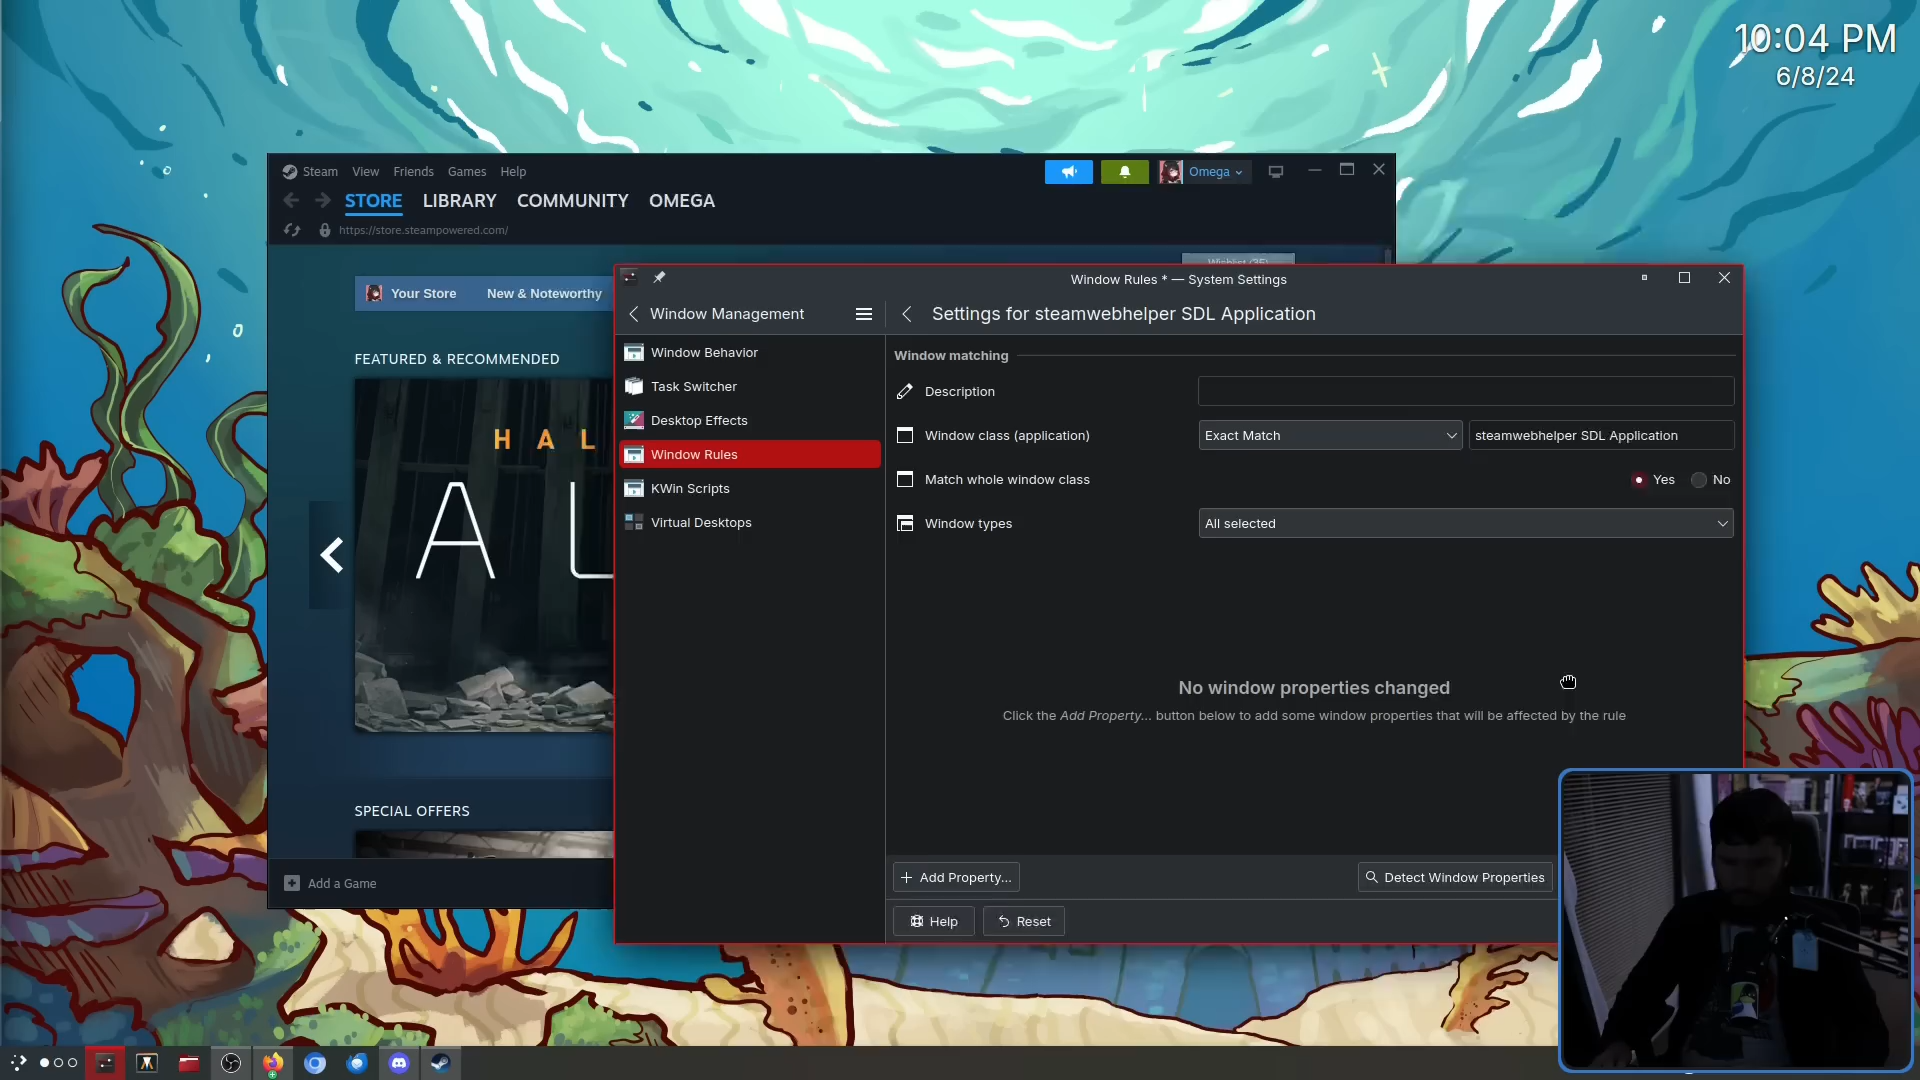 10:04 PM
6/8/24
Steam View Friends Games Help
Omega
STORE LIBRARY COMMUNITY OMEGA
https://store.steampowered.com/
Wishlist (35)
Your Store New & Noteworthy
FEATURED & RECOMMENDED
H A L
A L
SPECIAL OFFERS
Add a Game
Window Rules * — System Settings
Window Management
Settings for steamwebhelper SDL Application
Window Behavior
Task Switcher
Desktop Effects
Window Rules
KWin Scripts
Virtual Desktops
Window matching
Description
Window class (application) Exact Match steamwebhelper SDL Application
Match whole window class Yes No
Window types All selected
No window properties changed
Click the Add Property... button below to add some window properties that will be affected by the rule
Add Property... Detect Window Properties
Help Reset